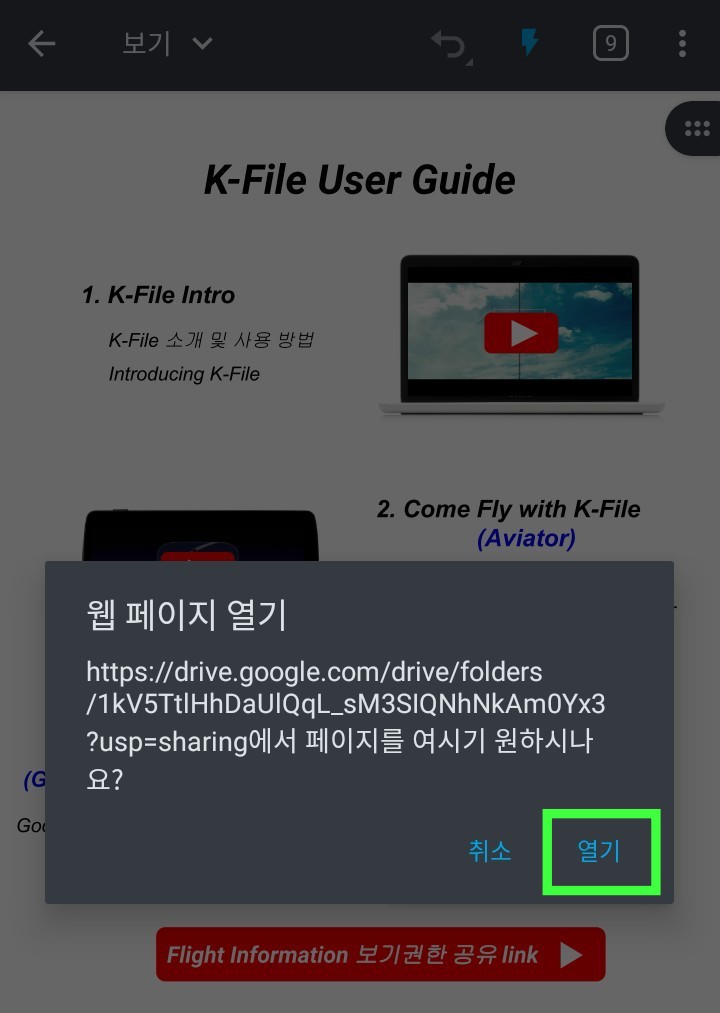 보기
9
K-File User Guide
1. K-File Intro
K-File 소개 및 사용 방법
Introducing K-File
2. Come Fly with K-File
(Aviator)
웹 페이지 열기
https://drive.google.com/drive/folders
/1kV5TtlHhDaUlQqL_sM3SIQNhNkAm0Yx3
?usp=sharing에서 페이지를 여시기 원하시나
요?
(G
취소
열기
Flight Information 보기권한 공유 link